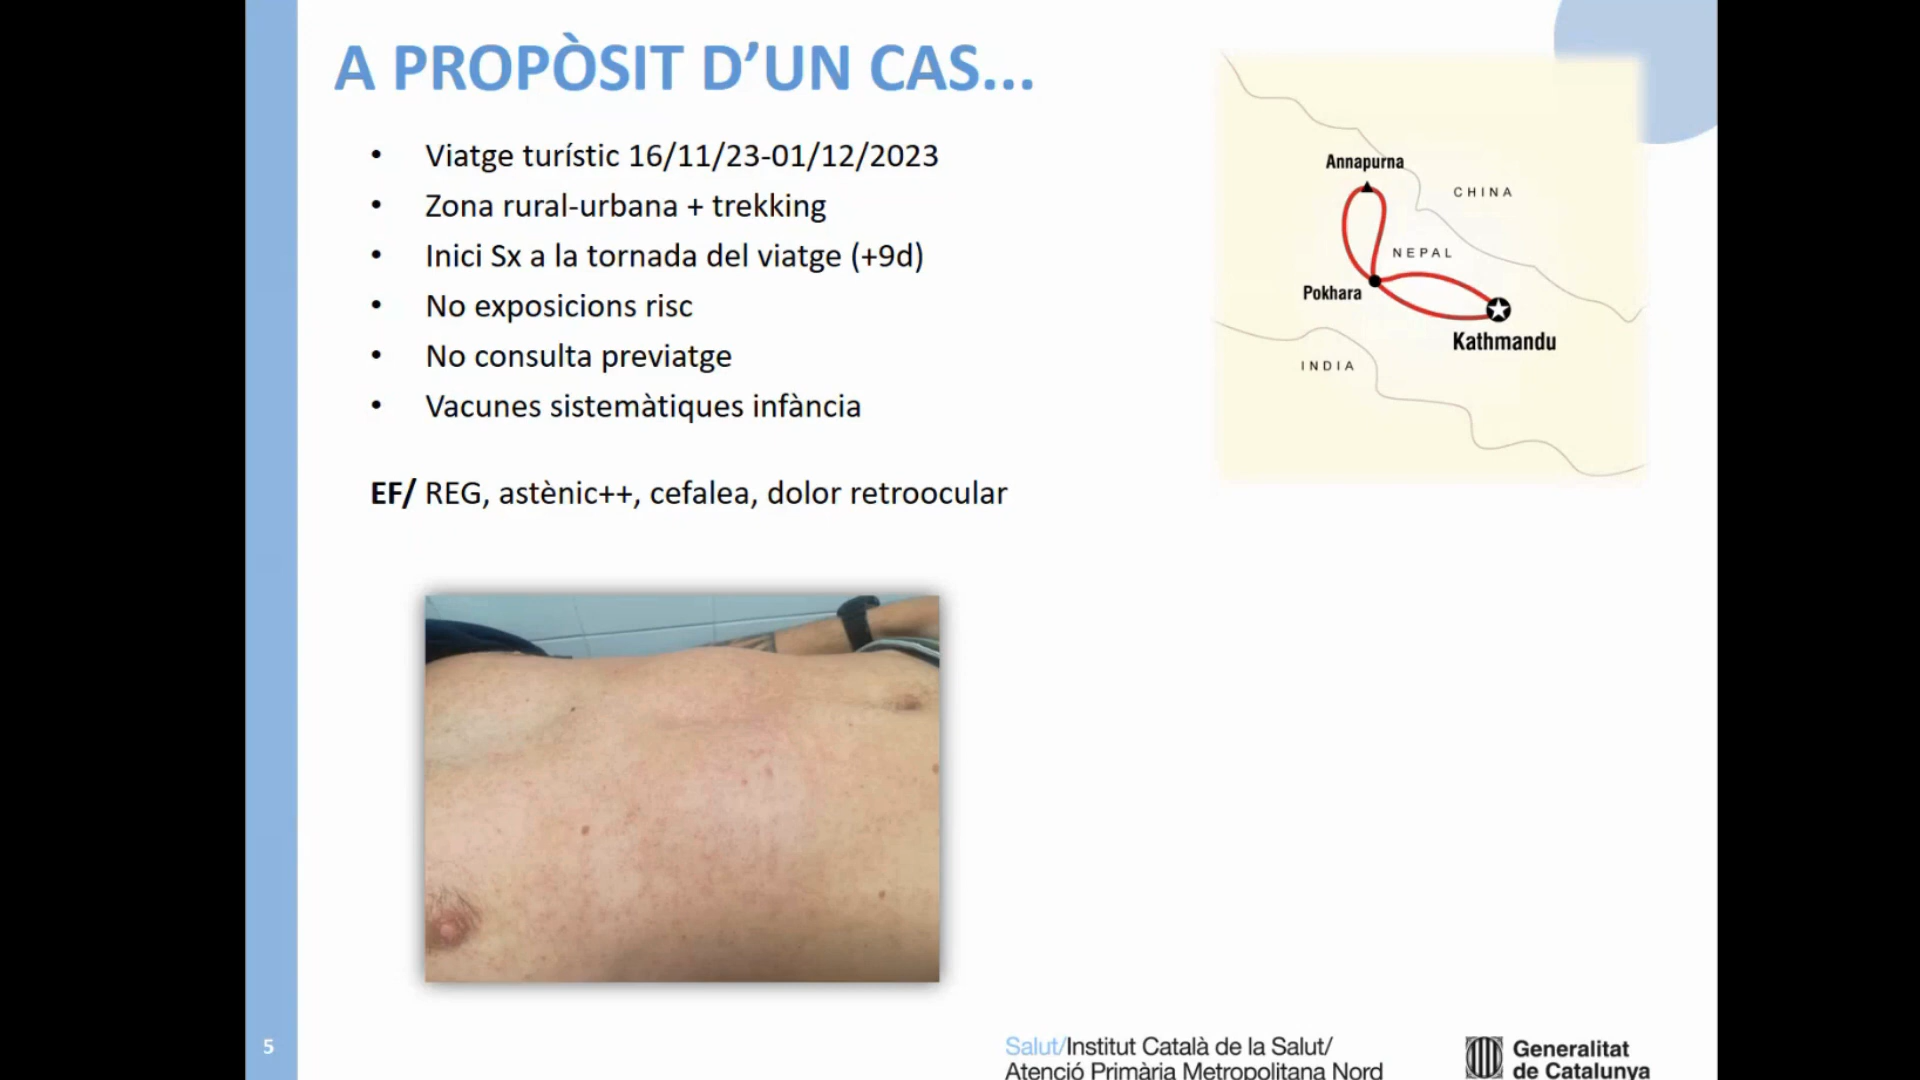 A PROPÒSIT D’UN CAS...
• Viatge turístic 16/11/23-01/12/2023
• Zona rural-urbana + trekking
• Inici Sx a la tornada del viatge (+9d)
• No exposicions risc
• No consulta previatge
• Vacunes sistemàtiques infància
EF/ REG, astènic++, cefalea, dolor retroocular
Annapurna
CHINA
NEPAL
Pokhara
Kathmandu
INDIA
5
Salut/Institut Català de la Salut/
Atenció Primària Metropolitana Nord
Generalitat
de Catalunya